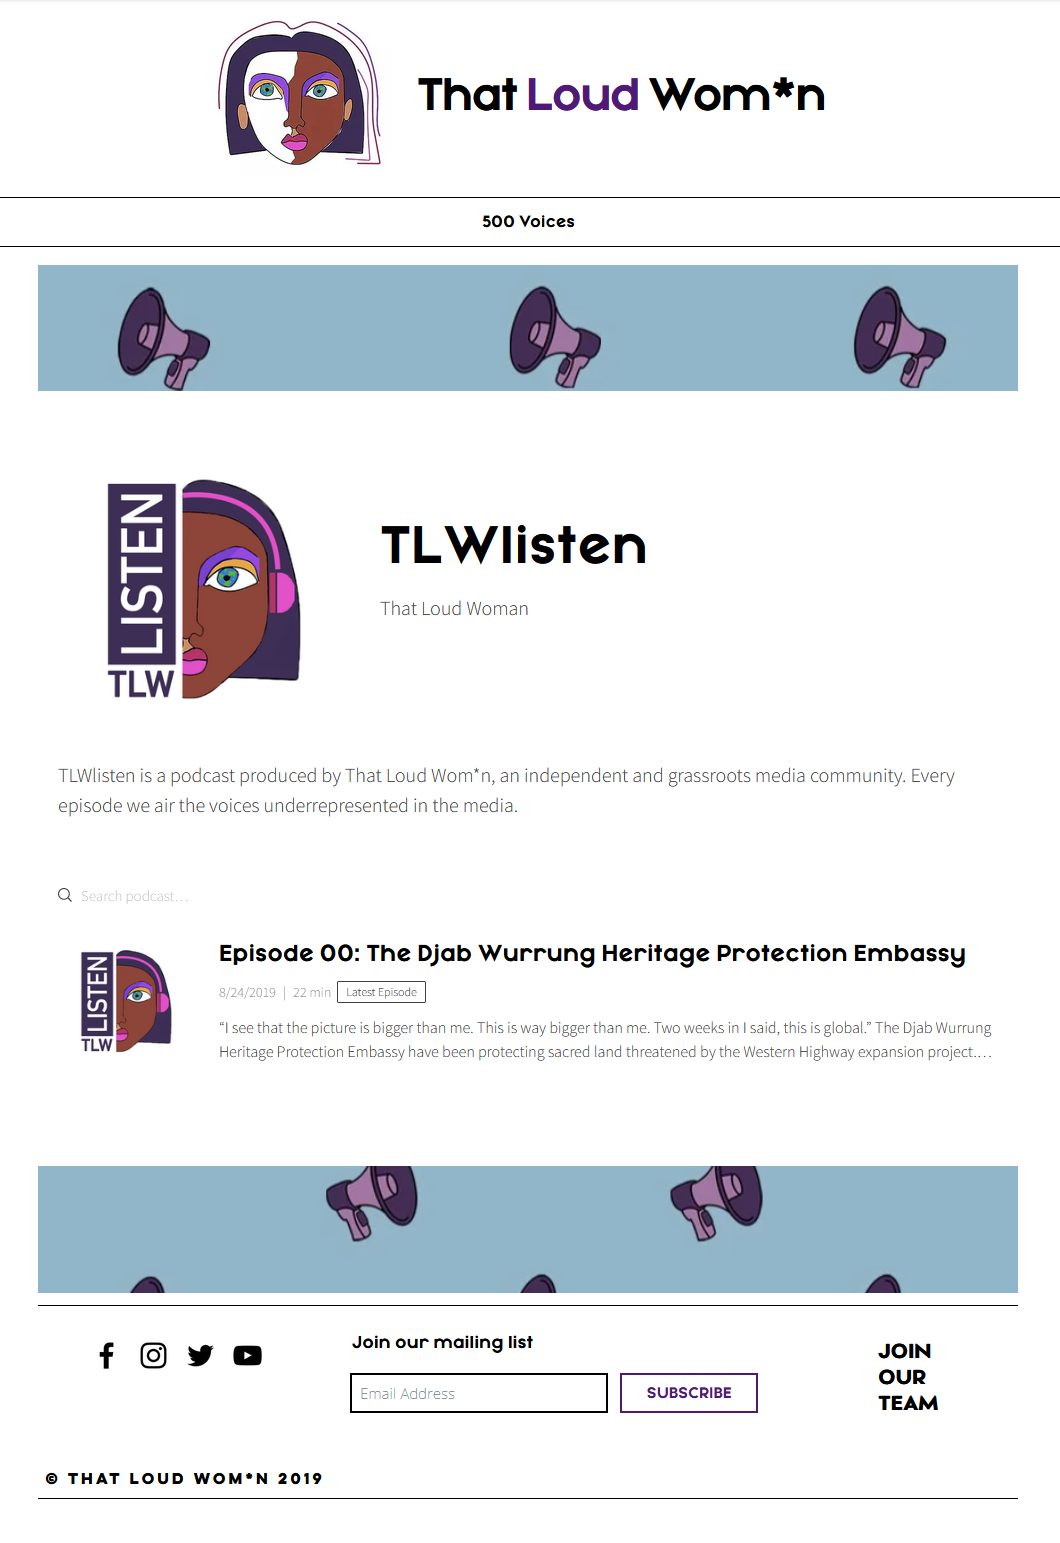 That Loud Wom*n
500 Voices
LISTEN
TLW
TLWlisten
That Loud Woman
TLWlisten is a podcast produced by That Loud Wom*n, an independent and grassroots media community. Every
episode we air the voices underrepresented in the media.
Search podcast...
LISTEN
TLW
Episode 00: The Djab Wurrung Heritage Protection Embassy
8/24/2019 | 22 min Latest Episode
“I see that the picture is bigger than me. This is way bigger than me. Two weeks in I said, this is global.” The Djab Wurrung
Heritage Protection Embassy have been protecting sacred land threatened by the Western Highway expansion project....
Join our mailing list
Email Address
SUBSCRIBE
JOIN
OUR
TEAM
© THAT LOUD WOM*N 2019